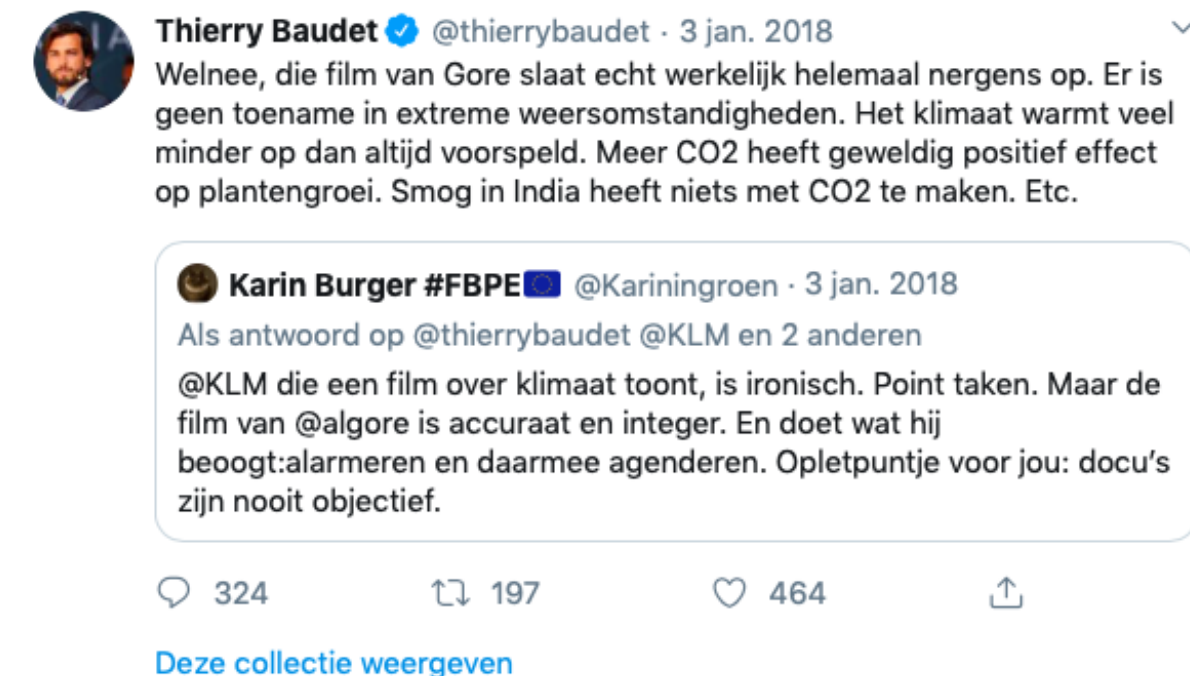 Thierry Baudet @thierrybaudet · 3 jan. 2018
Welnee, die film van Gore slaat echt werkelijk helemaal nergens op. Er is
geen toename in extreme weersomstandigheden. Het klimaat warmt veel
minder op dan altijd voorspeld. Meer CO2 heeft geweldig positief effect
op plantengroei. Smog in India heeft niets met CO2 te maken. Etc.
Karin Burger #FBPE🇪🇺 @Kariningroen · 3 jan. 2018
Als antwoord op @thierrybaudet @KLM en 2 anderen
@KLM die een film over klimaat toont, is ironisch. Point taken. Maar de
film van @algore is accuraat en integer. En doet wat hij
beoogt:alarmeren en daarmee agenderen. Opletpuntje voor jou: docu’s
zijn nooit objectief.
324 197 464
Deze collectie weergeven